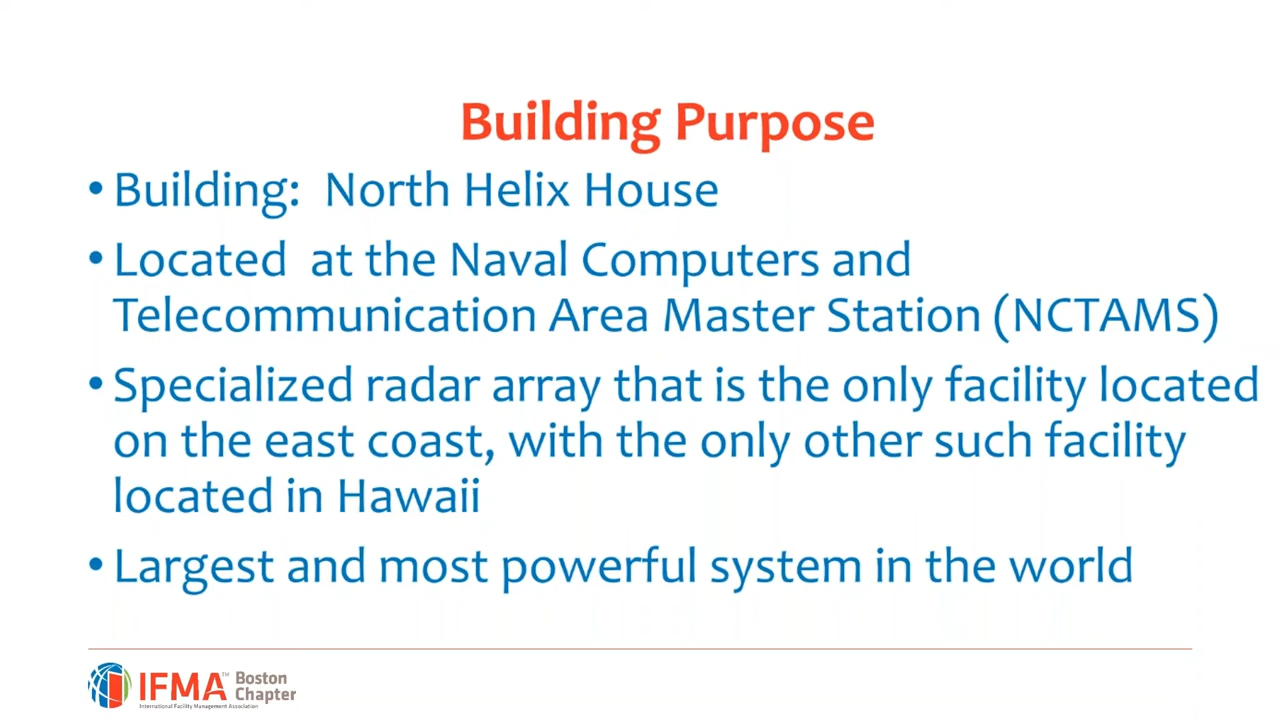 Building Purpose
• Building:  North Helix House
• Located  at the Naval Computers and
Telecommunication Area Master Station (NCTAMS)
• Specialized radar array that is the only facility located
on the east coast, with the only other such facility
located in Hawaii
• Largest and most powerful system in the world
IFMA™ Boston
Chapter
International Facility Management Association